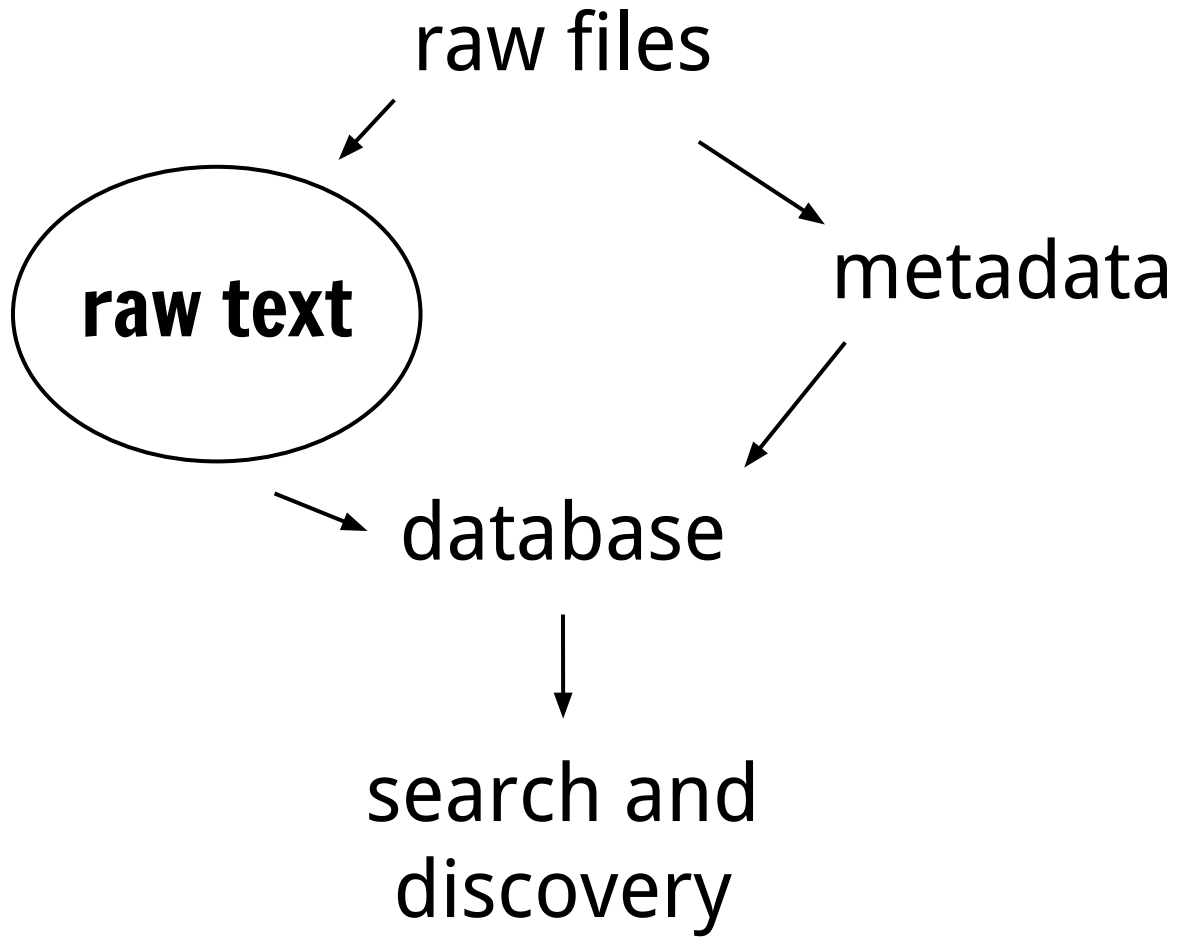 raw files
metadata
raw text
database
search and
discovery